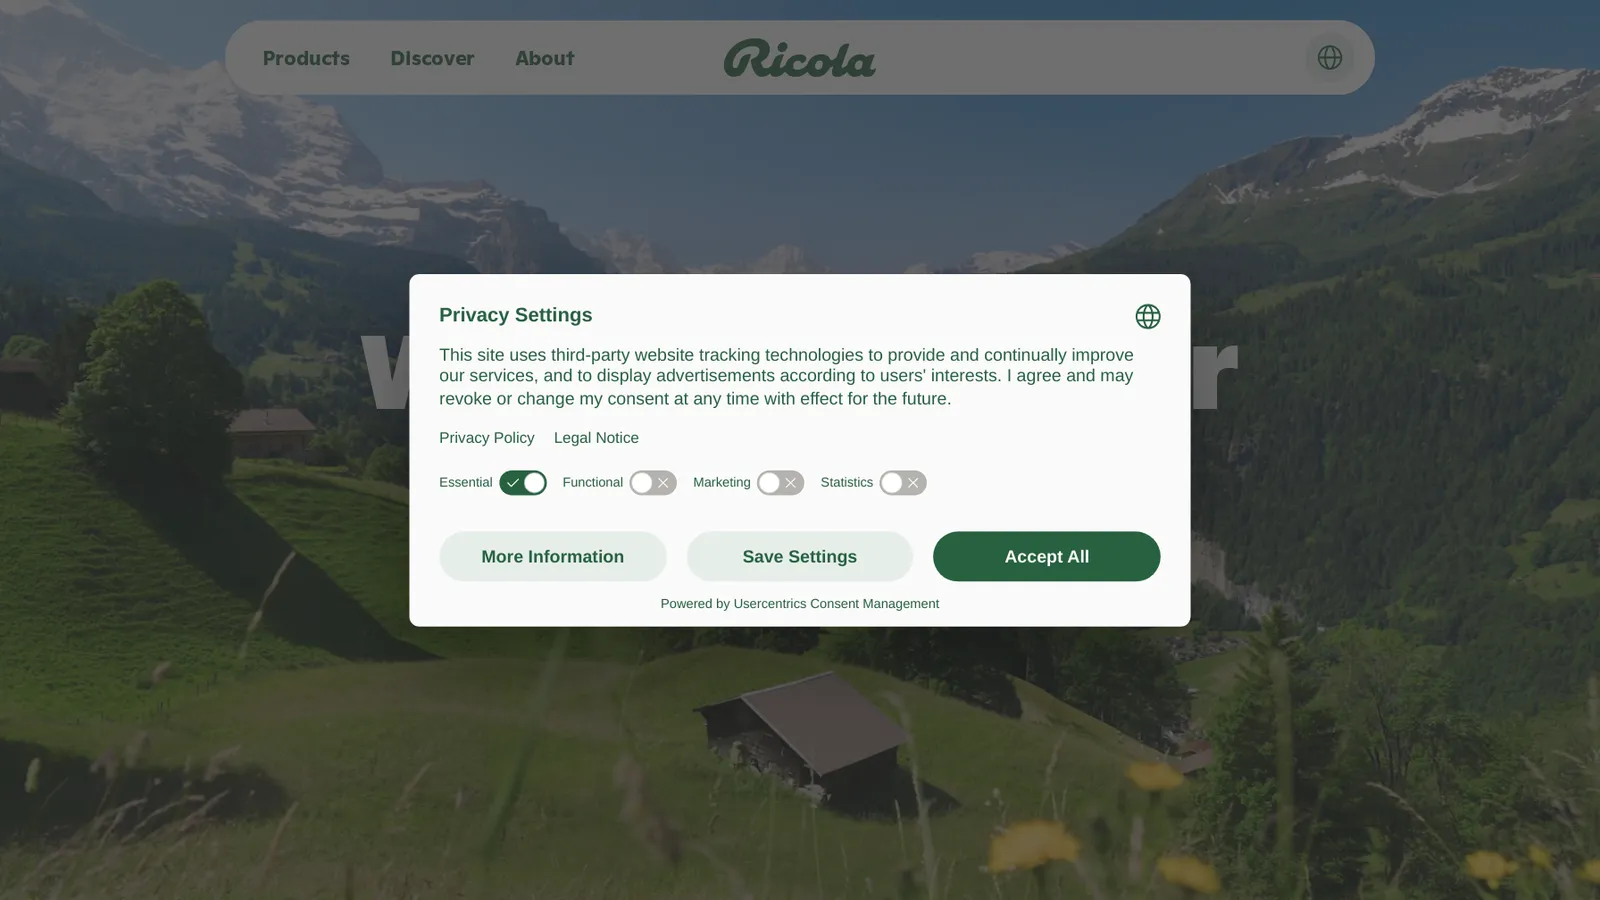 Products Discover About Ricola
Privacy Settings
This site uses third-party website tracking technologies to provide and continually improve
our services, and to display advertisements according to users' interests. I agree and may
revoke or change my consent at any time with effect for the future.
Privacy Policy Legal Notice
Essential Functional Marketing Statistics
More Information Save Settings Accept All
Powered by Usercentrics Consent Management